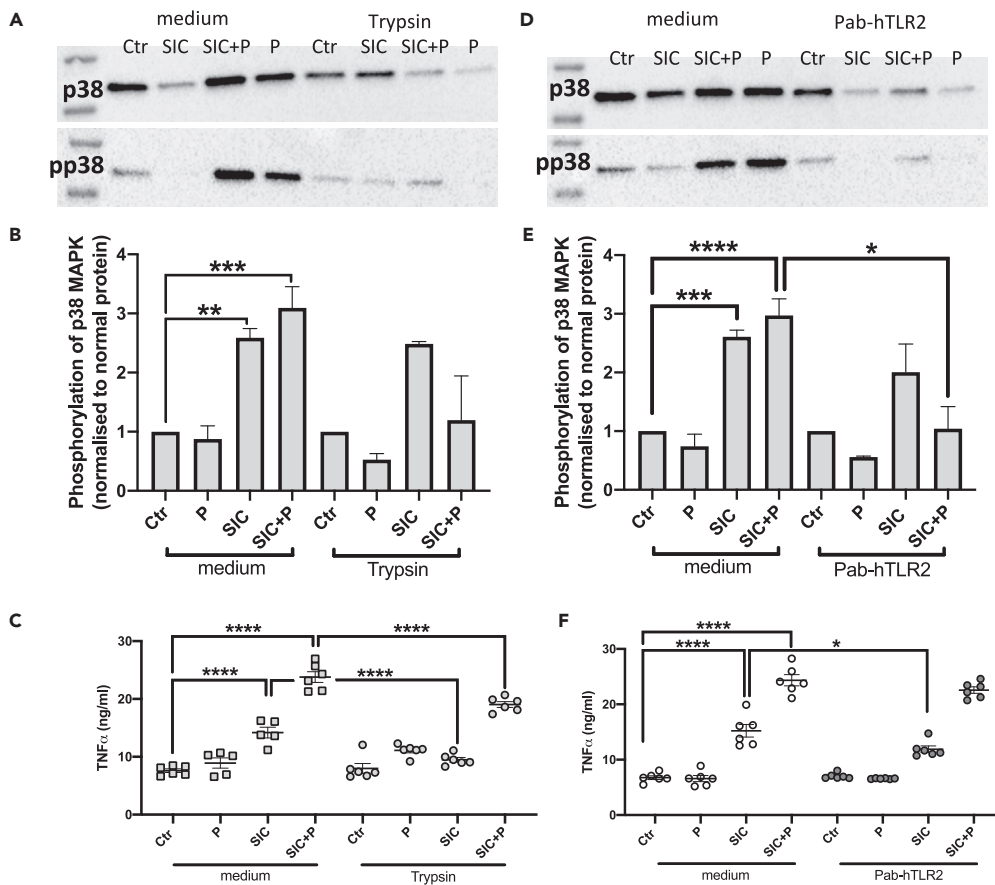 A
medium
Trypsin
Ctr SIC SIC+P P Ctr SIC SIC+P P
p38
pp38
D
medium
Pab-hTLR2
Ctr SIC SIC+P P Ctr SIC SIC+P P
p38
pp38
B
Phosphorylation of p38 MAPK
(normalised to normal protein)
4
3
2
1
0
***
**
Ctr P SIC SIC+P Ctr P SIC SIC+P
medium Trypsin
E
Phosphorylation of p38 MAPK
(normalised to normal protein)
4
3
2
1
0
**** *
***
Ctr P SIC SIC+P Ctr P SIC SIC+P
medium Pab-hTLR2
C
TNFα (ng/ml)
30
20
10
0
**** ****
**** ****
Ctr P SIC SIC+P Ctr P SIC SIC+P
medium Trypsin
F
TNFα (ng/ml)
30
20
10
0
****
**** *
Ctr P SIC SIC+P Ctr P SIC SIC+P
medium Pab-hTLR2